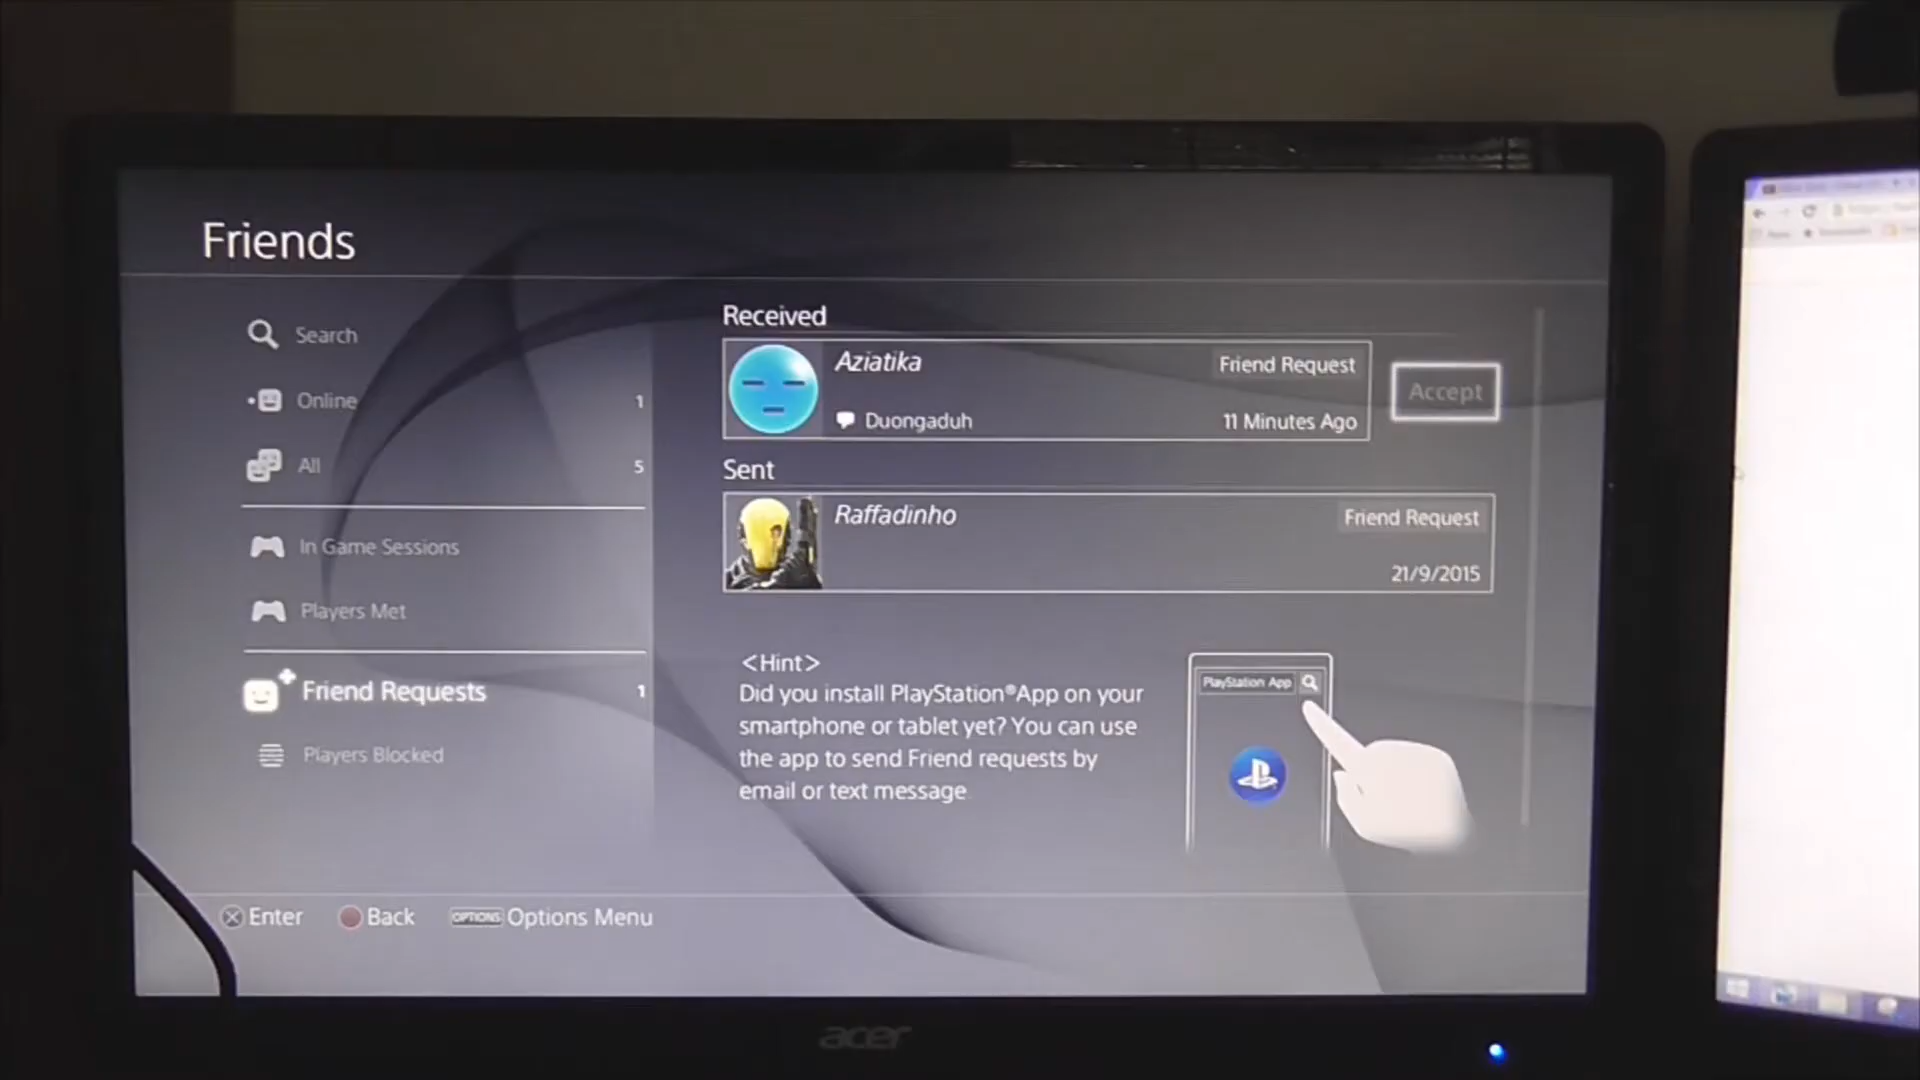 Friends
Search
Online 1
All 5
In Game Sessions
Players Met
Friend Requests 1
Players Blocked
Received
Aziatika Friend Request
Duongaduh 11 Minutes Ago
Accept
Sent
Raffadinho Friend Request
21/9/2015
<Hint>
Did you install PlayStation®App on your
smartphone or tablet yet? You can use
the app to send Friend requests by
email or text message
PlayStation App
Enter Back OPTIONS Options Menu
acer